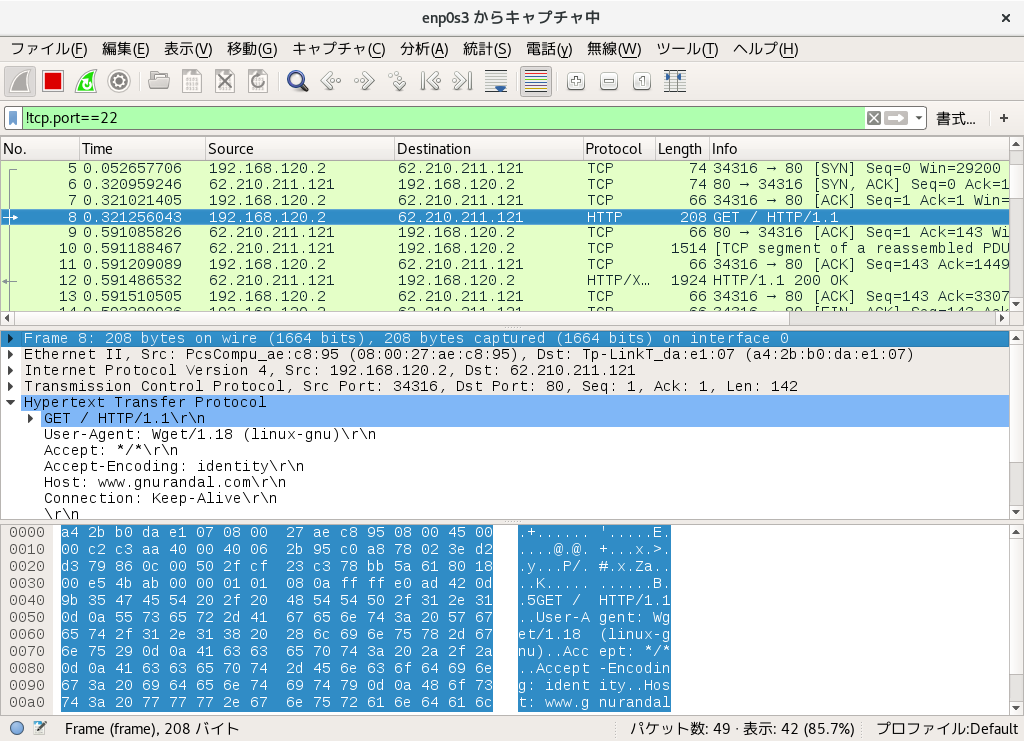 enp0s3 からキャプチャ中
ファイル(F) 編集(E) 表示(V) 移動(G) キャプチャ(C) 分析(A) 統計(S) 電話(y) 無線(W) ツール(T) ヘルプ(H)
!tcp.port==22 書式... +
No. Time Source Destination Protocol Length Info
5 0.052657706 192.168.120.2 62.210.211.121 TCP 74 34316 → 80 [SYN] Seq=0 Win=29200
6 0.320959246 62.210.211.121 192.168.120.2 TCP 74 80 → 34316 [SYN, ACK] Seq=0 Ack=1
7 0.321021405 192.168.120.2 62.210.211.121 TCP 66 34316 → 80 [ACK] Seq=1 Ack=1 Win=
8 0.321256043 192.168.120.2 62.210.211.121 HTTP 208 GET / HTTP/1.1
9 0.591085826 62.210.211.121 192.168.120.2 TCP 66 80 → 34316 [ACK] Seq=1 Ack=143 Wi
10 0.591188467 62.210.211.121 192.168.120.2 TCP 1514 [TCP segment of a reassembled PDU
11 0.591209089 192.168.120.2 62.210.211.121 TCP 66 34316 → 80 [ACK] Seq=143 Ack=1449
12 0.591486532 62.210.211.121 192.168.120.2 HTTP/X… 1924 HTTP/1.1 200 OK
13 0.591510505 192.168.120.2 62.210.211.121 TCP 66 34316 → 80 [ACK] Seq=143 Ack=3307
Frame 8: 208 bytes on wire (1664 bits), 208 bytes captured (1664 bits) on interface 0
Ethernet II, Src: PcsCompu_ae:c8:95 (08:00:27:ae:c8:95), Dst: Tp-LinkT_da:e1:07 (a4:2b:b0:da:e1:07)
Internet Protocol Version 4, Src: 192.168.120.2, Dst: 62.210.211.121
Transmission Control Protocol, Src Port: 34316, Dst Port: 80, Seq: 1, Ack: 1, Len: 142
Hypertext Transfer Protocol
GET / HTTP/1.1\r\n
User-Agent: Wget/1.18 (linux-gnu)\r\n
Accept: */*\r\n
Accept-Encoding: identity\r\n
Host: www.gnurandal.com\r\n
Connection: Keep-Alive\r\n
\r\n
0000 a4 2b b0 da e1 07 08 00 27 ae c8 95 08 00 45 00 .+...... '.....E.
0010 00 c2 c3 aa 40 00 40 06 2b 95 c0 a8 78 02 3e d2 ....@.@. +...x.>.
0020 d3 79 86 0c 00 50 2f cf 23 c3 78 bb 5a 61 80 18 .y...P/. #.x.Za..
0030 00 e5 4b ab 00 00 01 01 08 0a ff ff e0 ad 42 0d ..K..... ......B.
0040 9b 35 47 45 54 20 2f 20 48 54 54 50 2f 31 2e 31 .5GET / HTTP/1.1
0050 0d 0a 55 73 65 72 2d 41 67 65 6e 74 3a 20 57 67 ..User-A gent: Wg
0060 65 74 2f 31 2e 31 38 20 28 6c 69 6e 75 78 2d 67 et/1.18 (linux-g
0070 6e 75 29 0d 0a 41 63 63 65 70 74 3a 20 2a 2f 2a nu)..Acc ept: */*
0080 0d 0a 41 63 63 65 70 74 2d 45 6e 63 6f 64 69 6e ..Accept -Encodin
0090 67 3a 20 69 64 65 6e 74 69 74 79 0d 0a 48 6f 73 g: ident ity..Hos
00a0 74 3a 20 77 77 77 2e 67 6e 75 72 61 6e 64 61 6c t: www.g nurandal
Frame (frame), 208 バイト パケット数: 49 · 表示: 42 (85.7%) プロファイル:Default